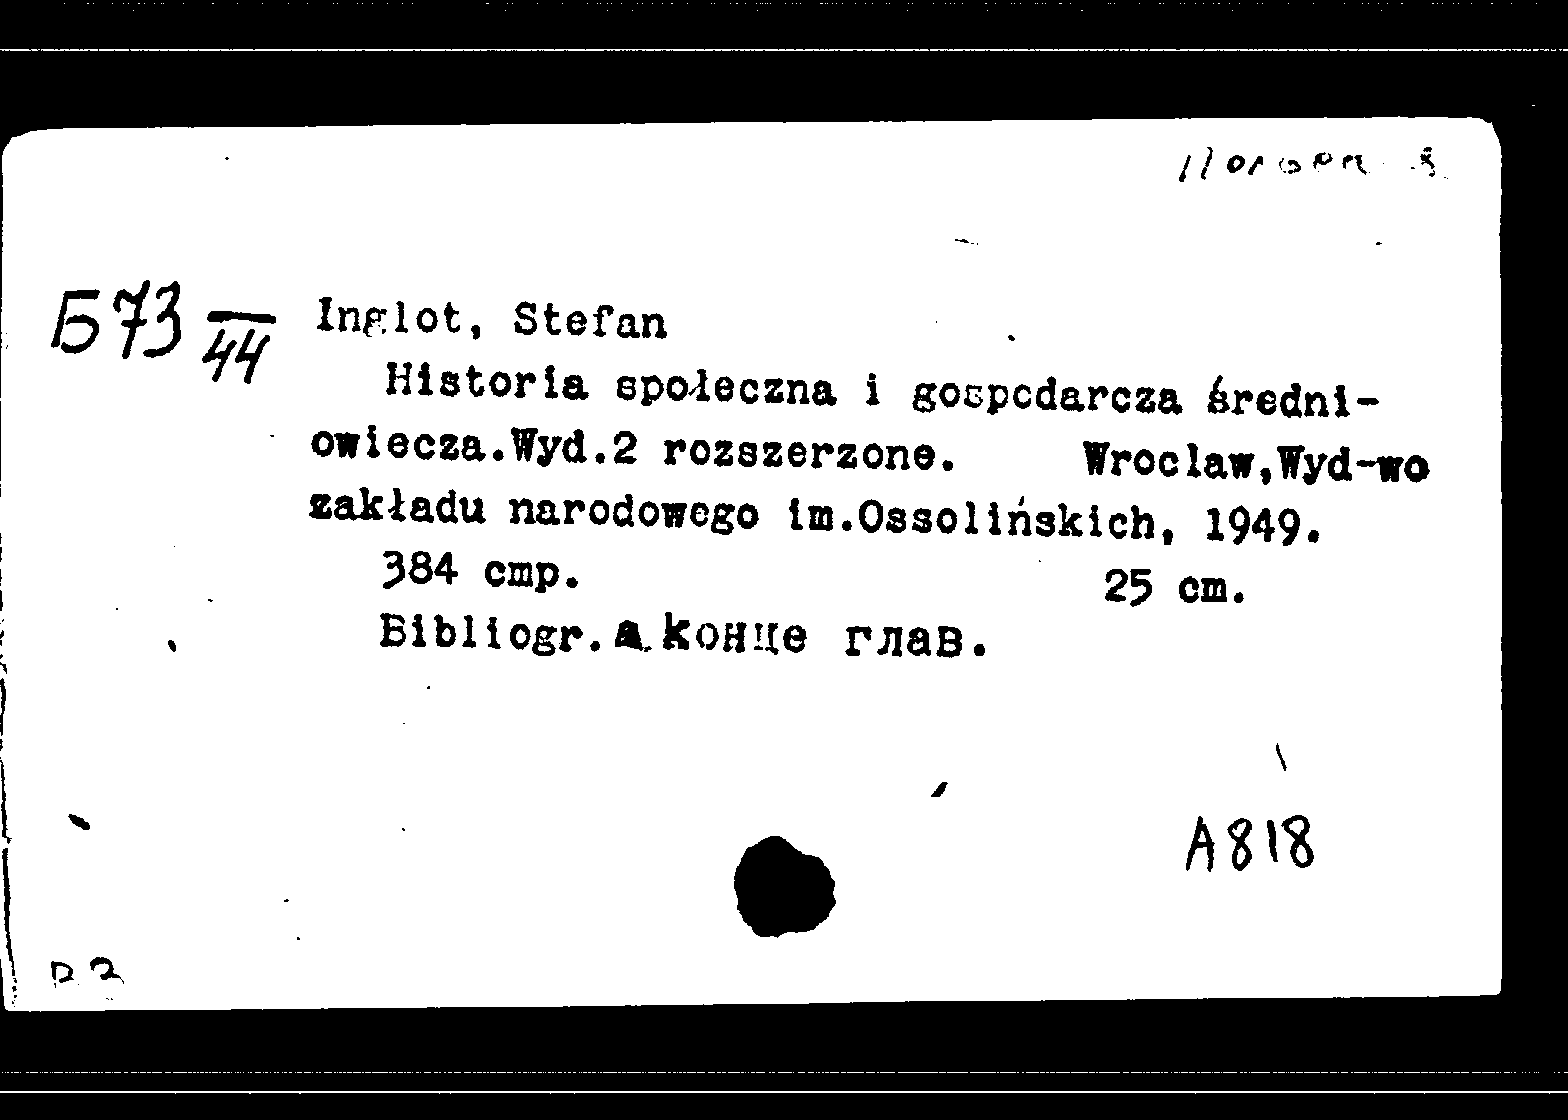 Б73
44
Inglot, Stefan
Historia społeczna i gospodarcza średni-
owiecza.Wyd.2 rozszerzone. Wroclaw,Wyd-wo
zakładu narodowego im.Ossolińskich, 1949.
384 cmp. 25 cm.
Bibliogr. конце глав.
A818